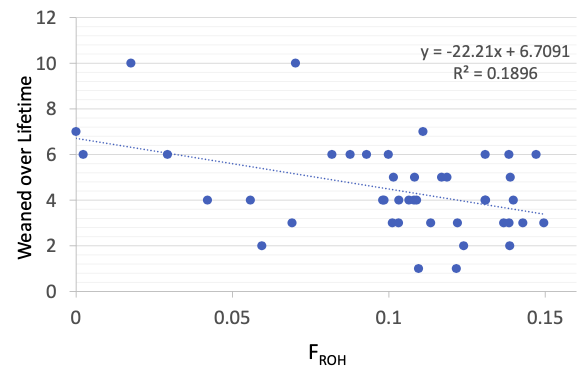 12
10
8
6
4
2
0
Weaned over Lifetime
y = -22.21x + 6.7091
R² = 0.1896
0 0.05 0.1 0.15
F_ROH